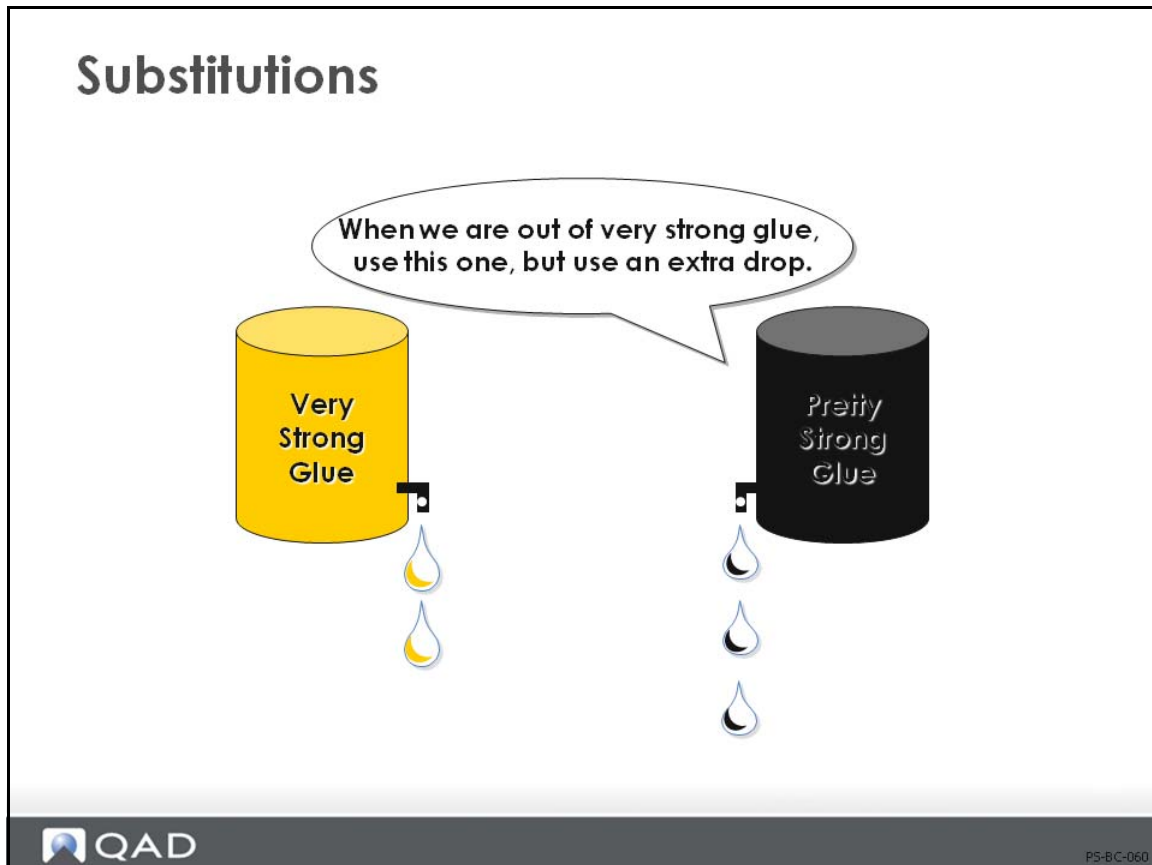 Substitutions
When we are out of very strong glue,
use this one, but use an extra drop.
Very
Strong
Glue
Pretty
Strong
Glue
QAD
PS-BC-060